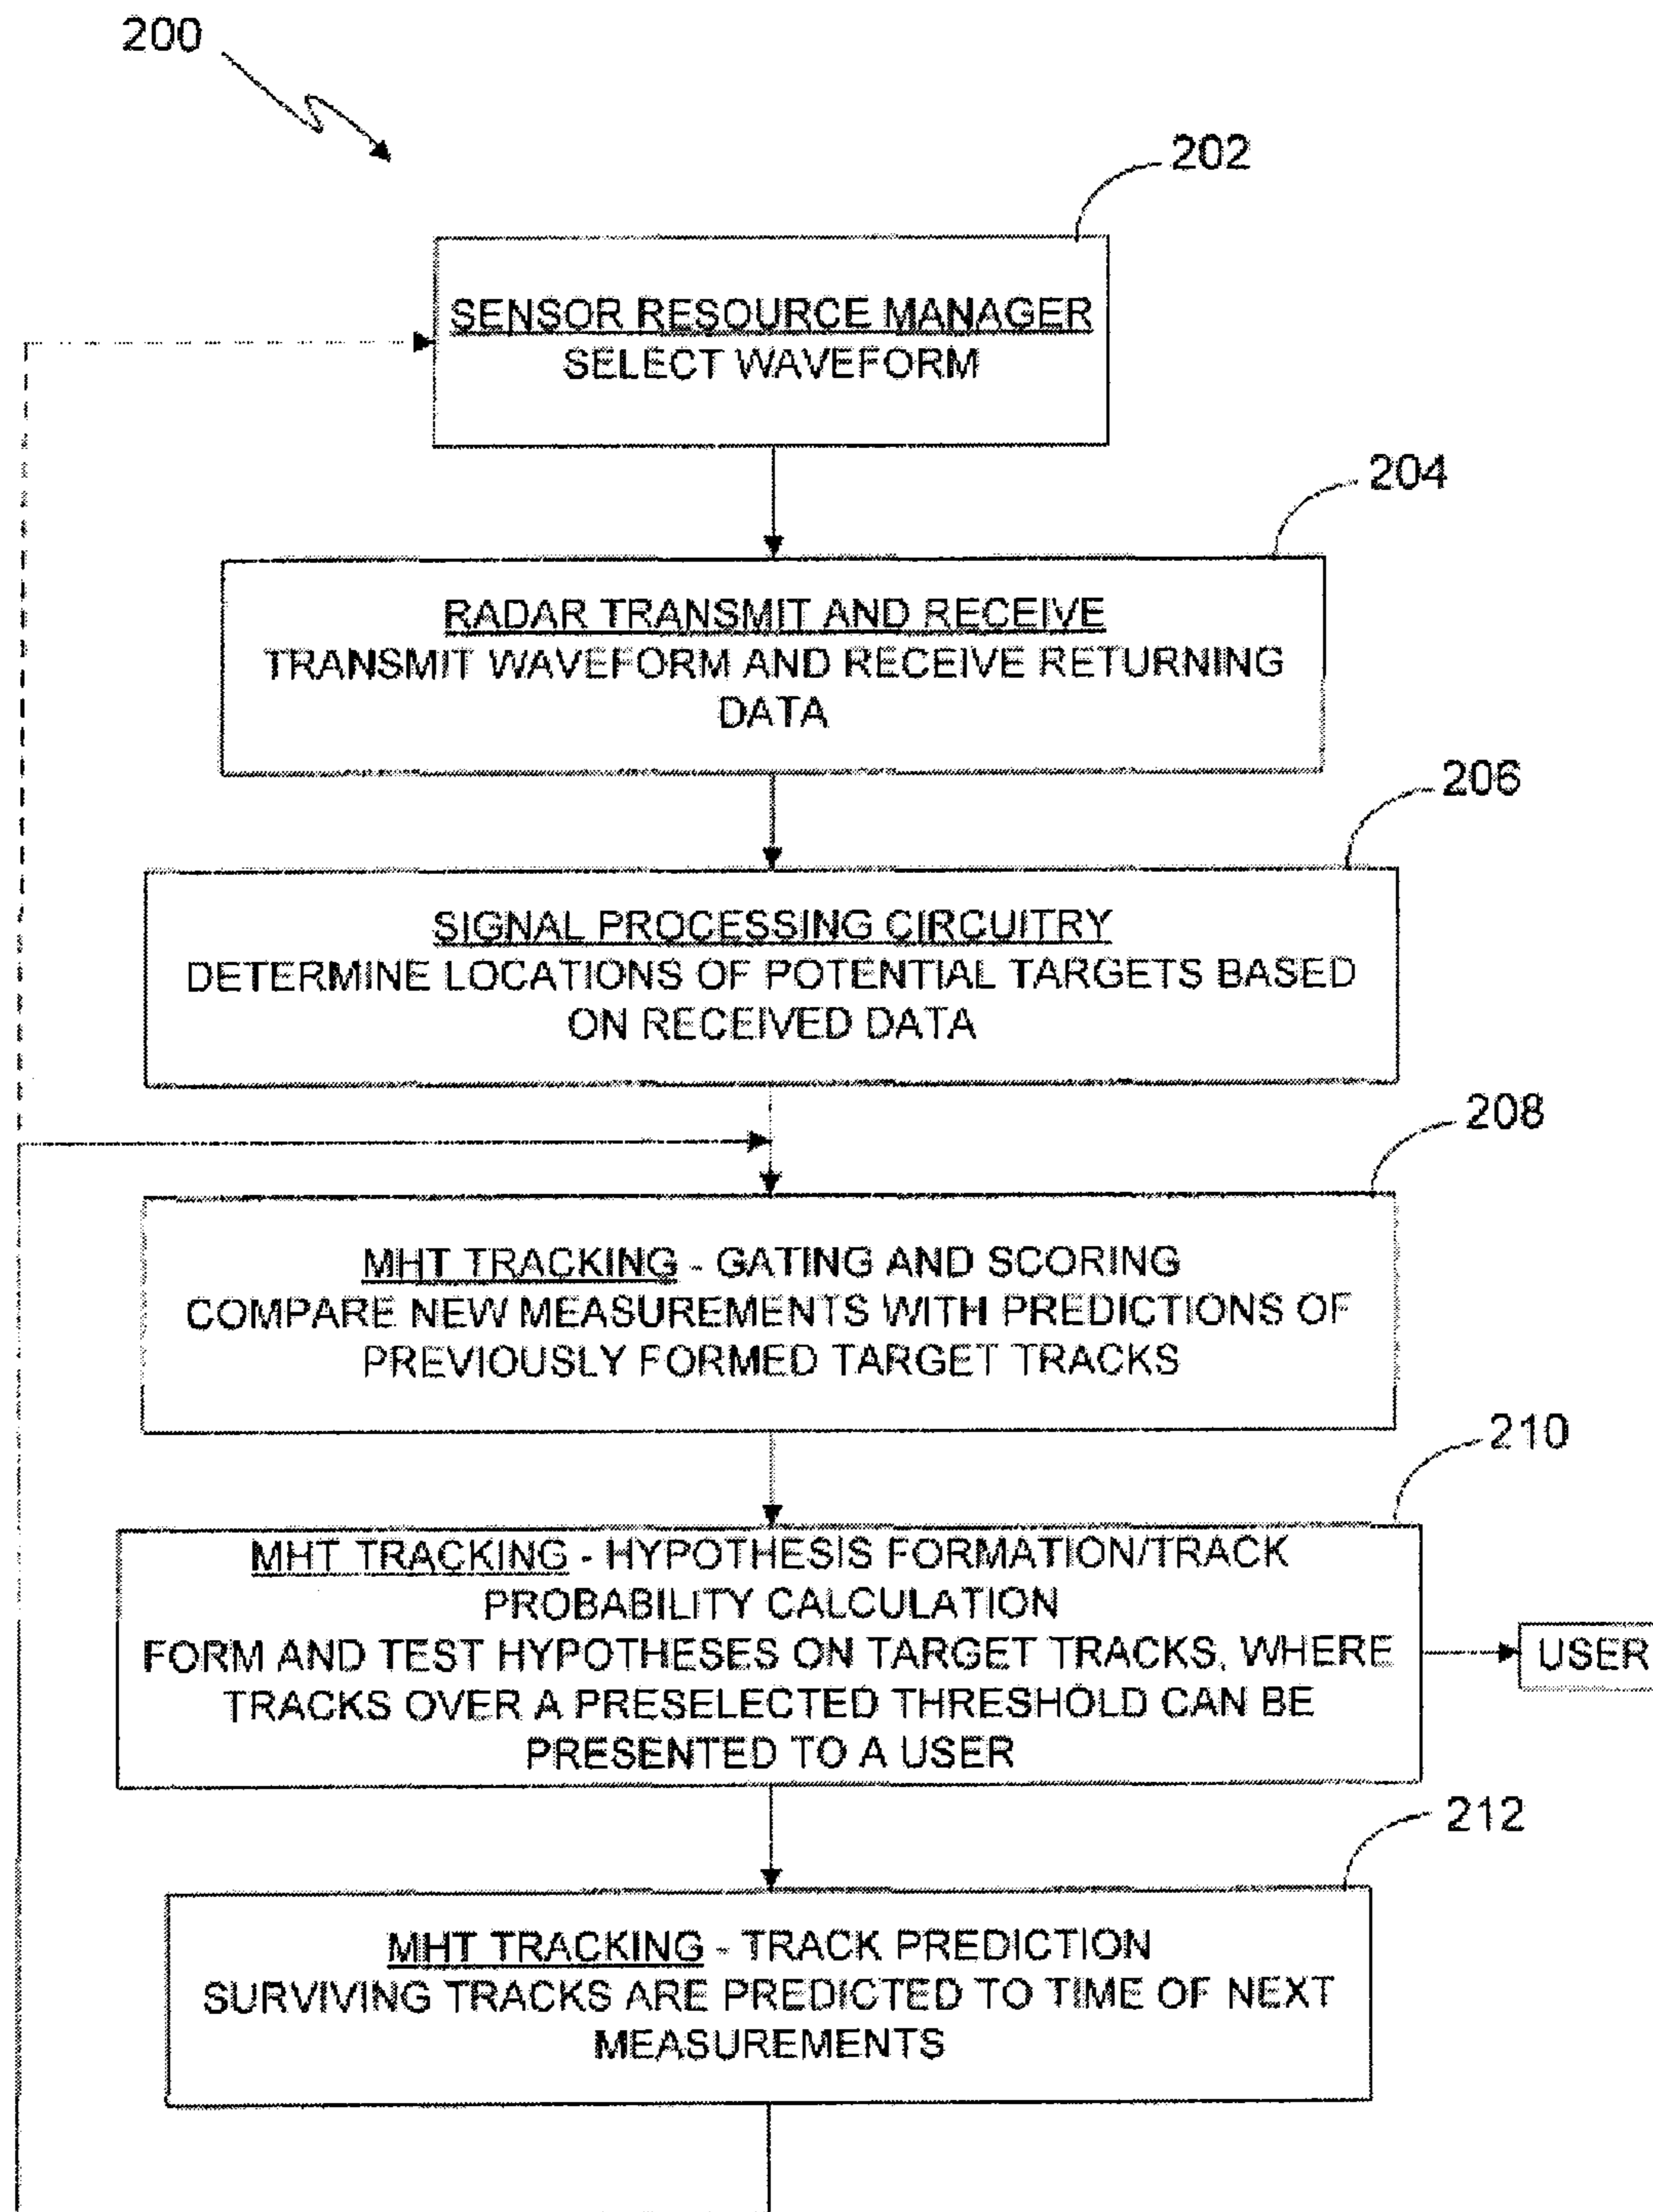 200
202
SENSOR RESOURCE MANAGER
SELECT WAVEFORM
204
RADAR TRANSMIT AND RECEIVE
TRANSMIT WAVEFORM AND RECEIVE RETURNING
DATA
206
SIGNAL PROCESSING CIRCUITRY
DETERMINE LOCATIONS OF POTENTIAL TARGETS BASED
ON RECEIVED DATA
208
MHT TRACKING - GATING AND SCORING
COMPARE NEW MEASUREMENTS WITH PREDICTIONS OF
PREVIOUSLY FORMED TARGET TRACKS
210
MHT TRACKING - HYPOTHESIS FORMATION/TRACK
PROBABILITY CALCULATION
FORM AND TEST HYPOTHESES ON TARGET TRACKS, WHERE
TRACKS OVER A PRESELECTED THRESHOLD CAN BE
PRESENTED TO A USER
USER
212
MHT TRACKING - TRACK PREDICTION
SURVIVING TRACKS ARE PREDICTED TO TIME OF NEXT
MEASUREMENTS